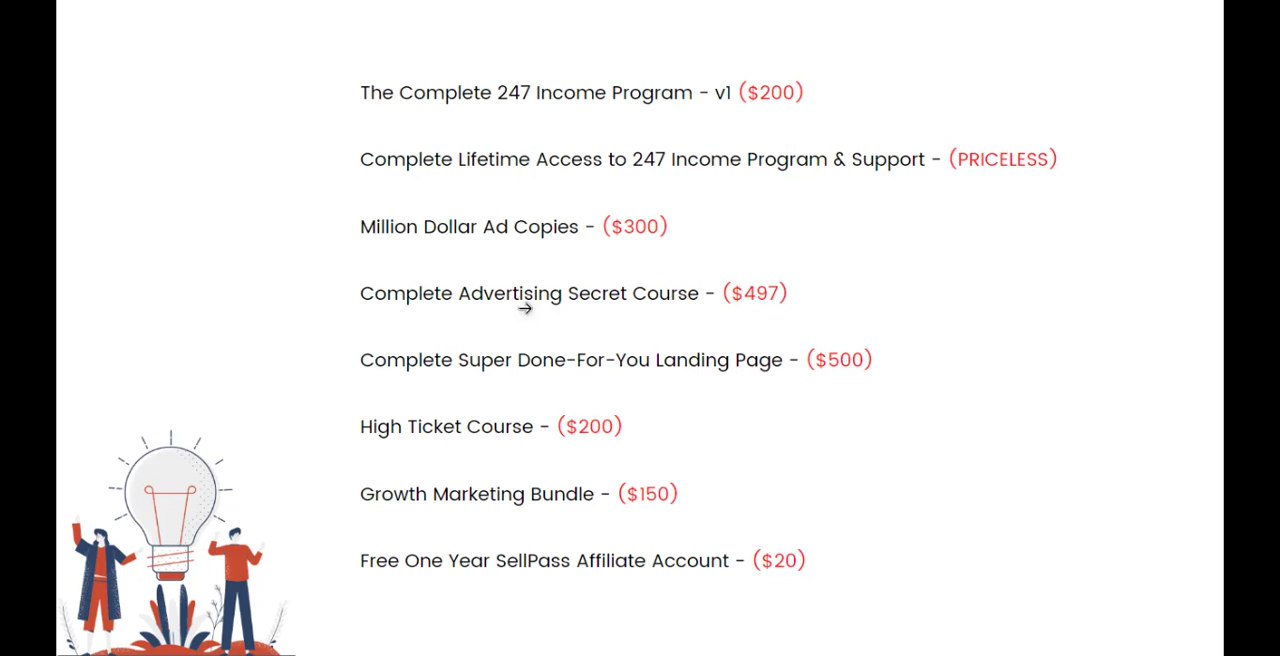 The Complete 247 Income Program - v1 ($200)
Complete Lifetime Access to 247 Income Program & Support - (PRICELESS)
Million Dollar Ad Copies - ($300)
Complete Advertising Secret Course - ($497)
Complete Super Done-For-You Landing Page - ($500)
High Ticket Course - ($200)
Growth Marketing Bundle - ($150)
Free One Year SellPass Affiliate Account - ($20)